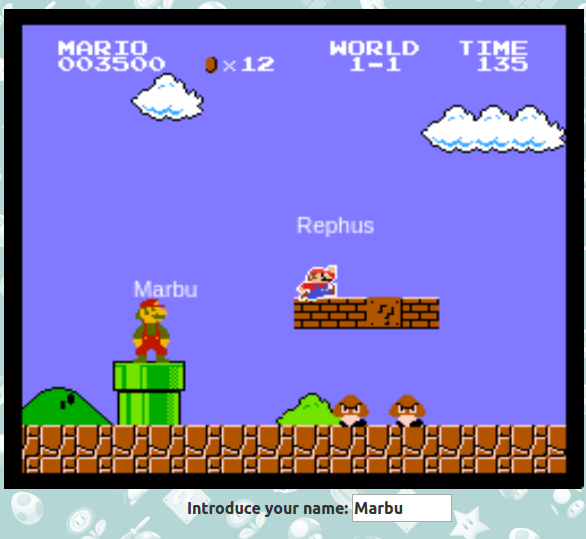 MARIO WORLD TIME
003500 ×12 1-1 135
Rephus
Marbu
?
Introduce your name: Marbu